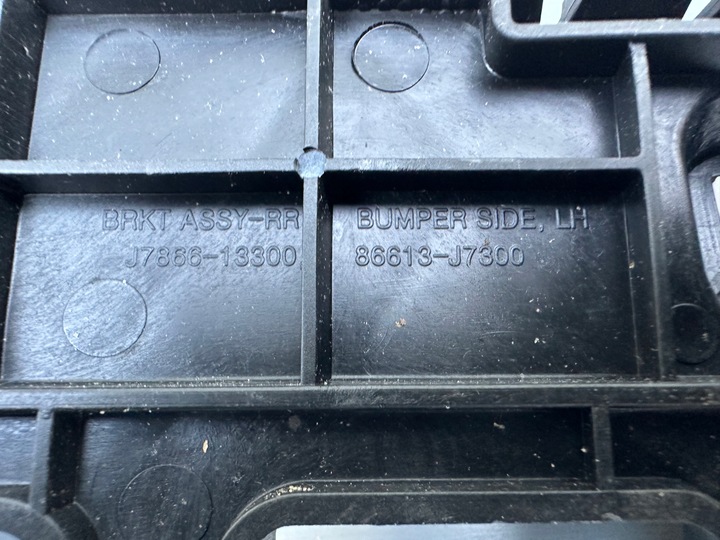 BRKT ASSY-RR BUMPER SIDE, LH
J7866-13300 86613-J7300